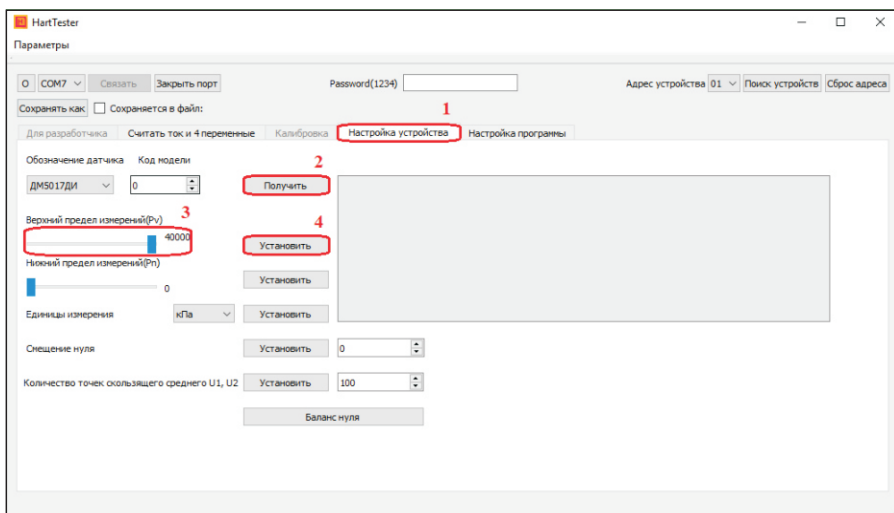 HartTester
Параметры
О COM7 Связать Закрыть порт Password(1234) Адрес устройства 01 Поиск устройств Сброс адреса
Сохранять как Сохраняется в файл:
1
Для разработчика Считать ток и 4 переменные Калибровка Настройка устройства Настройка программы
Обозначение датчика Код модели
2
ДМ5017ДИ 0 Получить
Верхний предел измерений(Pv)
3
4
40000 Установить
Нижний предел измерений(Pn)
0 Установить
Единицы измерения кПа Установить
Смещение нуля Установить 0
Количество точек скользящего среднего U1, U2 Установить 100
Баланс нуля